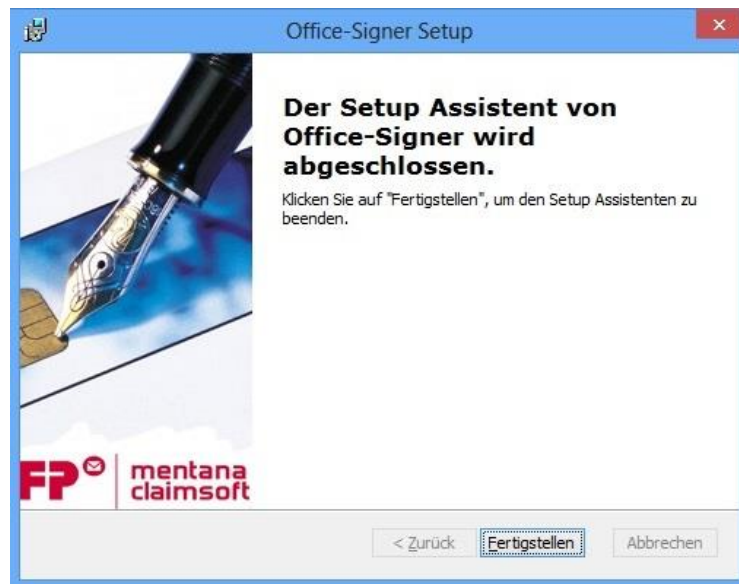 Office-Signer Setup
Der Setup Assistent von
Office-Signer wird
abgeschlossen.
Klicken Sie auf "Fertigstellen", um den Setup Assistenten zu
beenden.
FP
mentana
claimsoft
< Zurück Fertigstellen Abbrechen